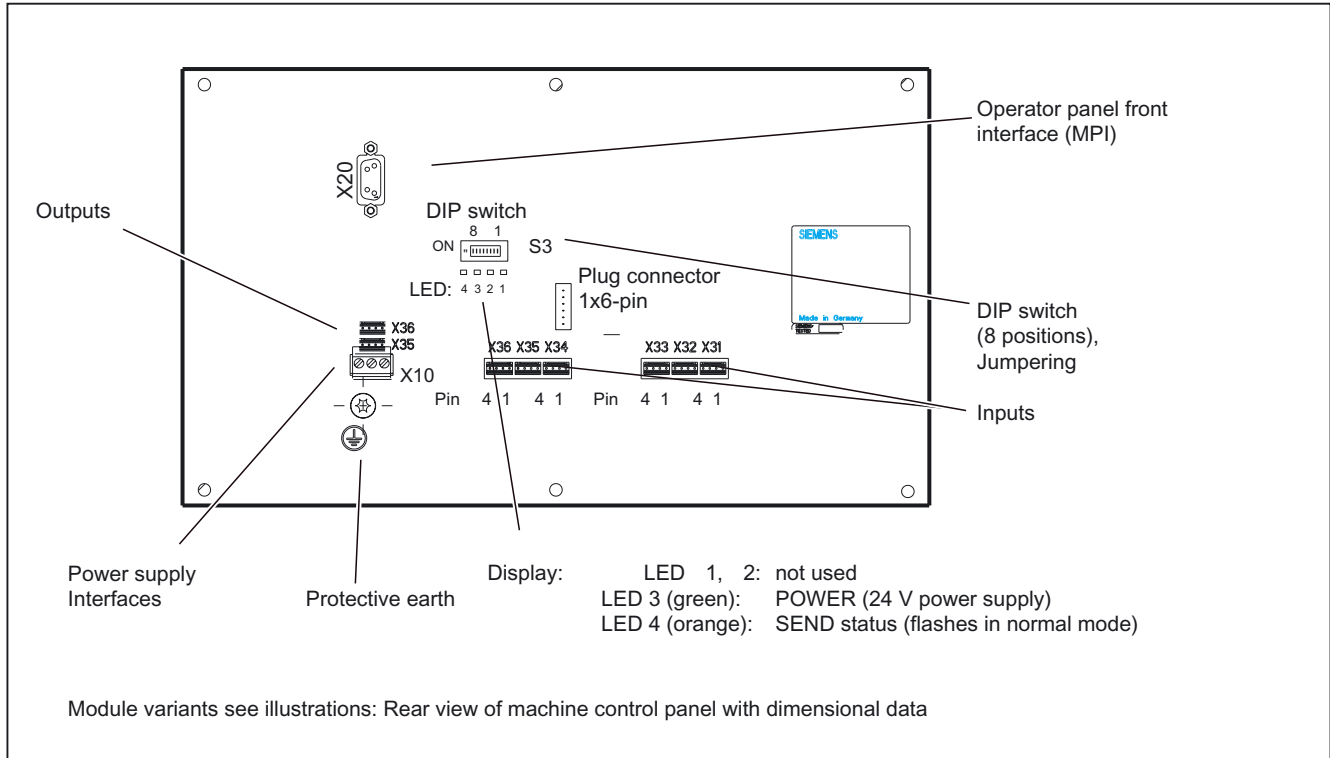 Operator panel front
interface (MPI)
X20
Outputs
DIP switch
8 1
ON
S3
SIEMENS
Plug connector
1x6-pin
LED: 4 3 2 1
Made in Germany
DIP switch
(8 positions),
Jumpering
X36
X35
X36 X35 X34
X33 X32 X31
X10
Pin 4 1 4 1 Pin 4 1 4 1
Inputs
Power supply
Interfaces
Protective earth
Display: LED 1, 2: not used
LED 3 (green): POWER (24 V power supply)
LED 4 (orange): SEND status (flashes in normal mode)
Module variants see illustrations: Rear view of machine control panel with dimensional data